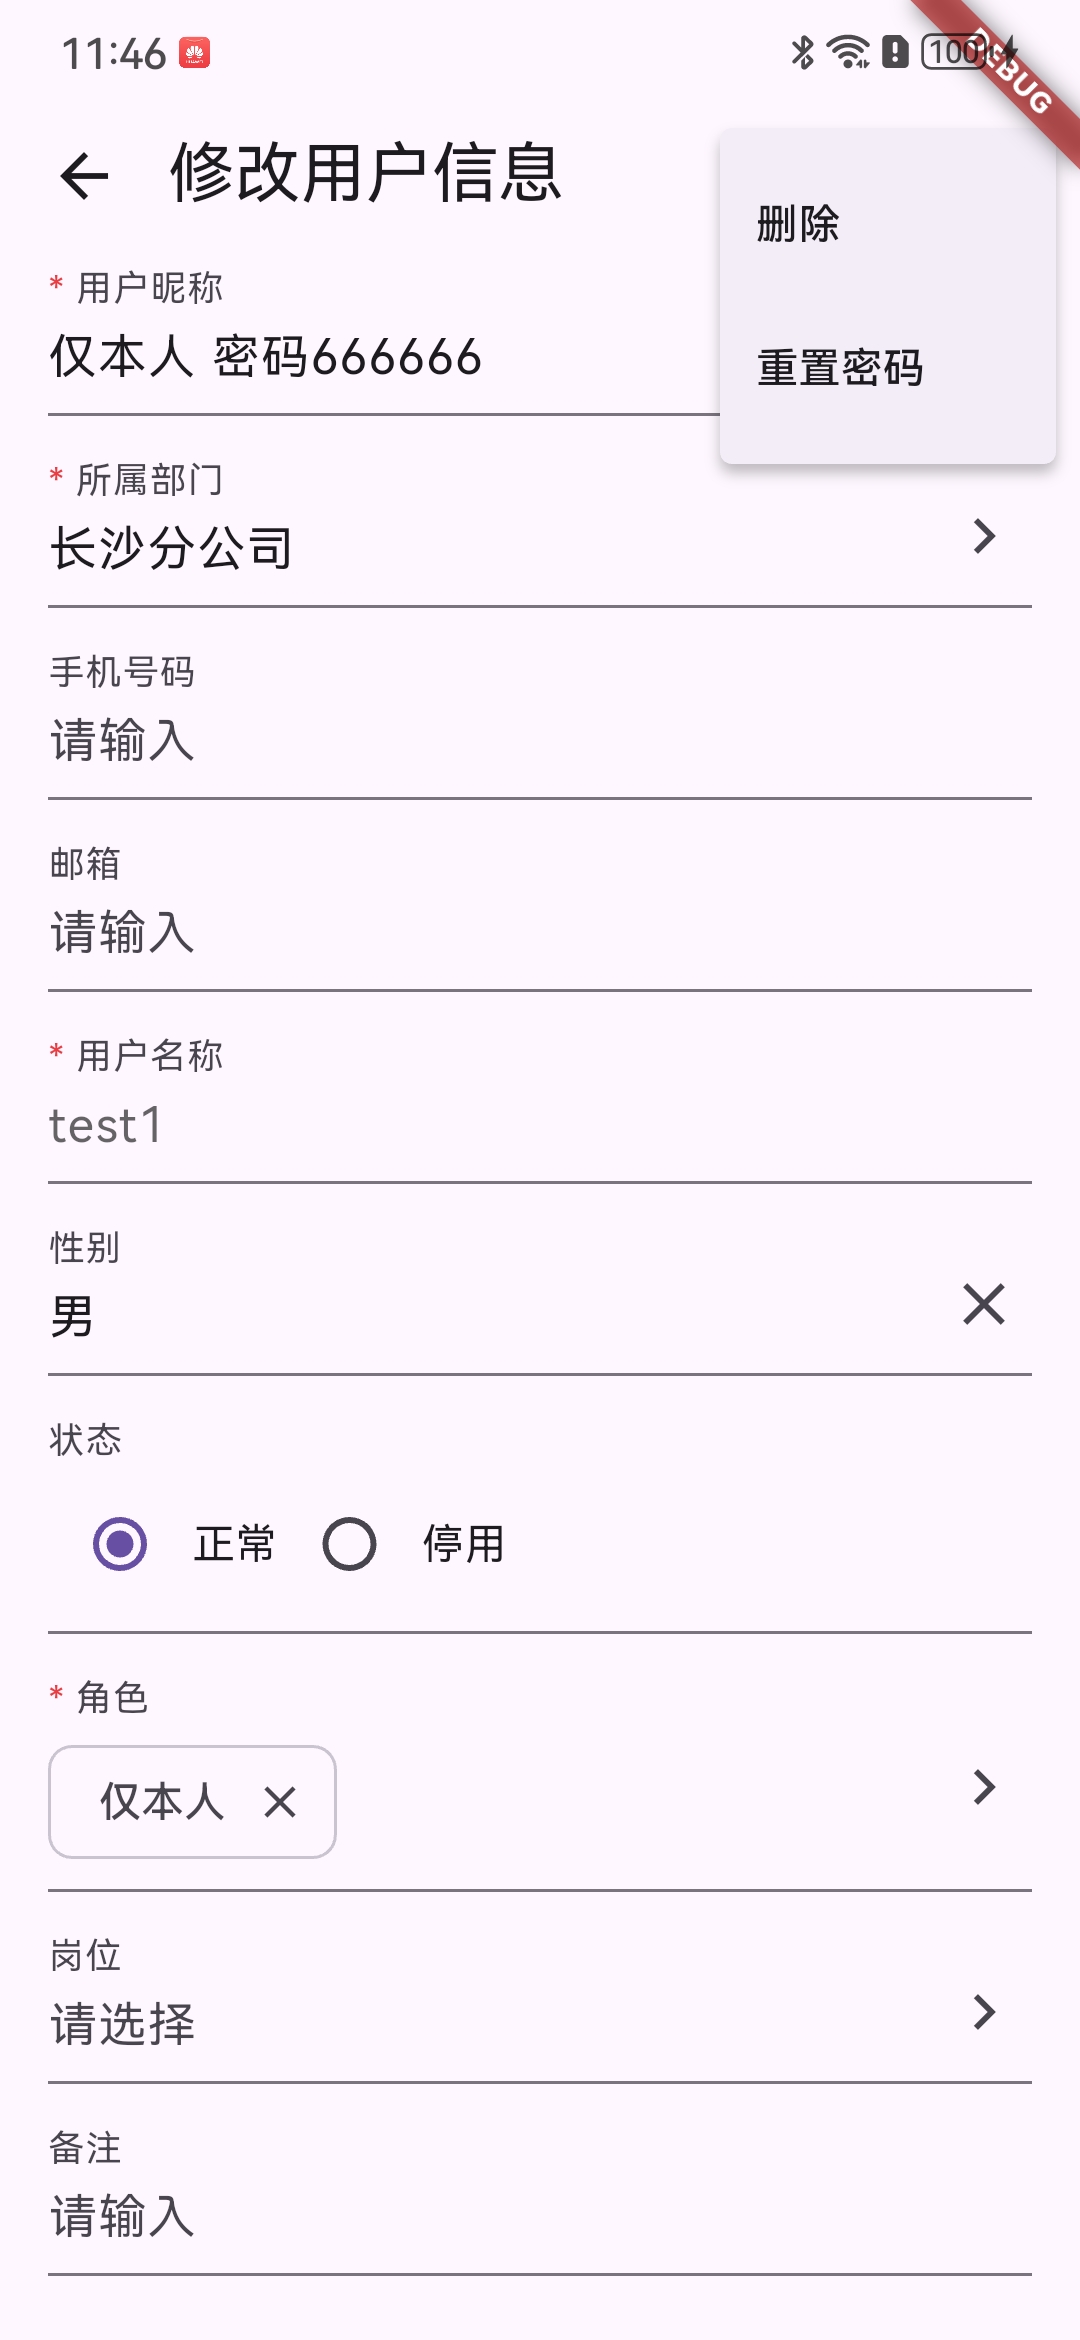 11:46
100
DEBUG
修改用户信息
删除
重置密码
* 用户昵称
仅本人 密码666666
* 所属部门
长沙分公司
手机号码
请输入
邮箱
请输入
* 用户名称
test1
性别
男
状态
正常 停用
* 角色
仅本人
岗位
请选择
备注
请输入